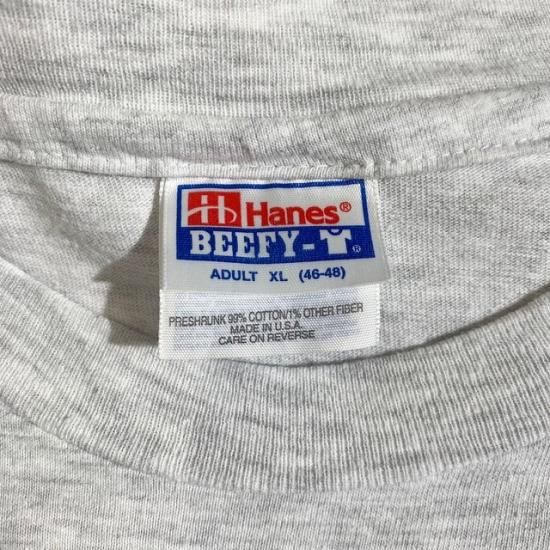 Hanes®
BEEFY-T®
ADULT XL (46-48)
PRESHRUNK 99% COTTON/1% OTHER FIBER
MADE IN U.S.A.
CARE ON REVERSE